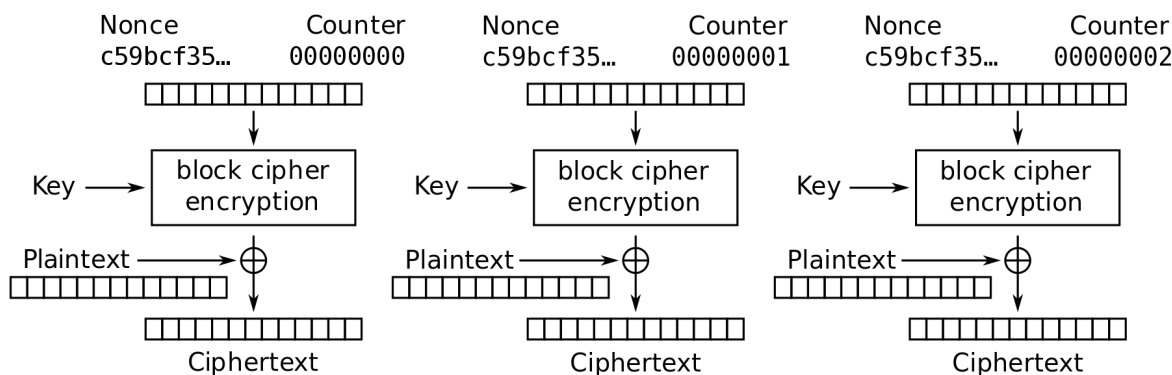 Nonce Counter Nonce Counter Nonce Counter
c59bcf35… 00000000 c59bcf35… 00000001 c59bcf35… 00000002
block cipher block cipher block cipher
Key Key Key
encryption encryption encryption
Plaintext Plaintext Plaintext
Ciphertext Ciphertext Ciphertext